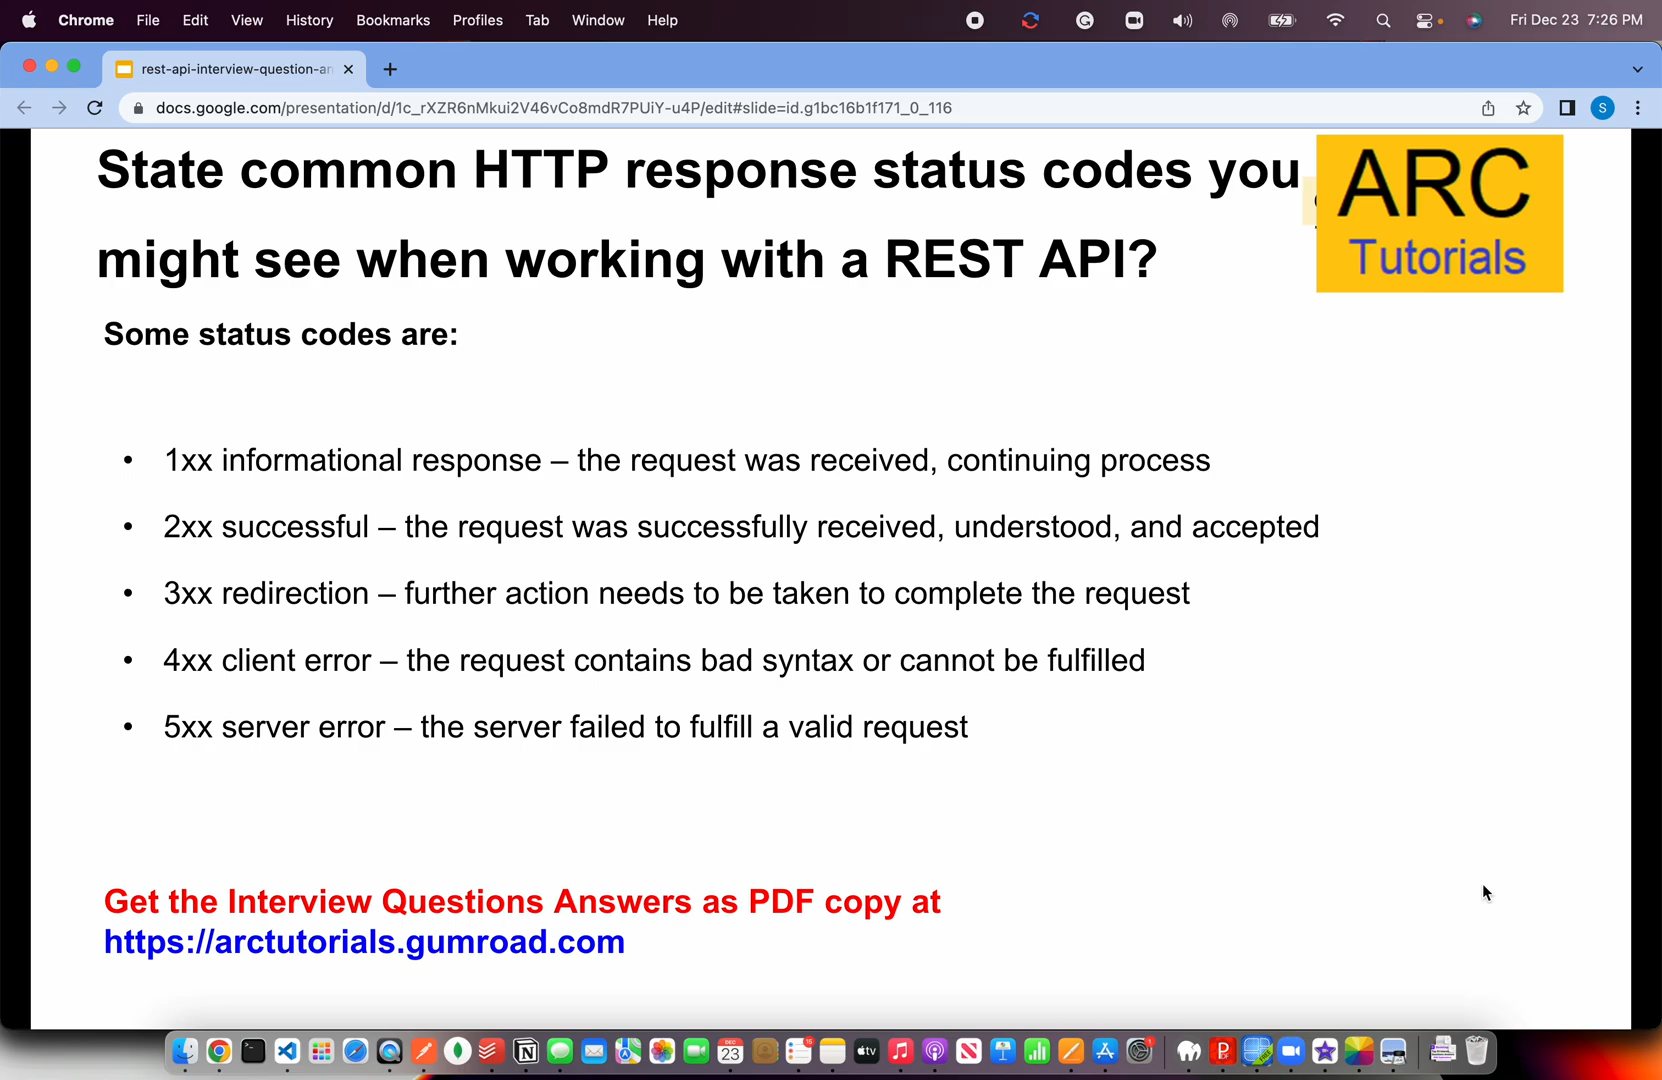 Chrome File Edit View History Bookmarks Profiles Tab Window Help Fri Dec 23 7:26 PM
rest-api-interview-question-an
docs.google.com/presentation/d/1c_rXZR6nMkui2V46vCo8mdR7PUiY-u4P/edit#slide=id.g1bc16b1f171_0_116
S
State common HTTP response status codes you
might see when working with a REST API?
ARC
Tutorials
Some status codes are:
• 1xx informational response – the request was received, continuing process
• 2xx successful – the request was successfully received, understood, and accepted
• 3xx redirection – further action needs to be taken to complete the request
• 4xx client error – the request contains bad syntax or cannot be fulfilled
• 5xx server error – the server failed to fulfill a valid request
Get the Interview Questions Answers as PDF copy at
https://arctutorials.gumroad.com
DEC
23
tv